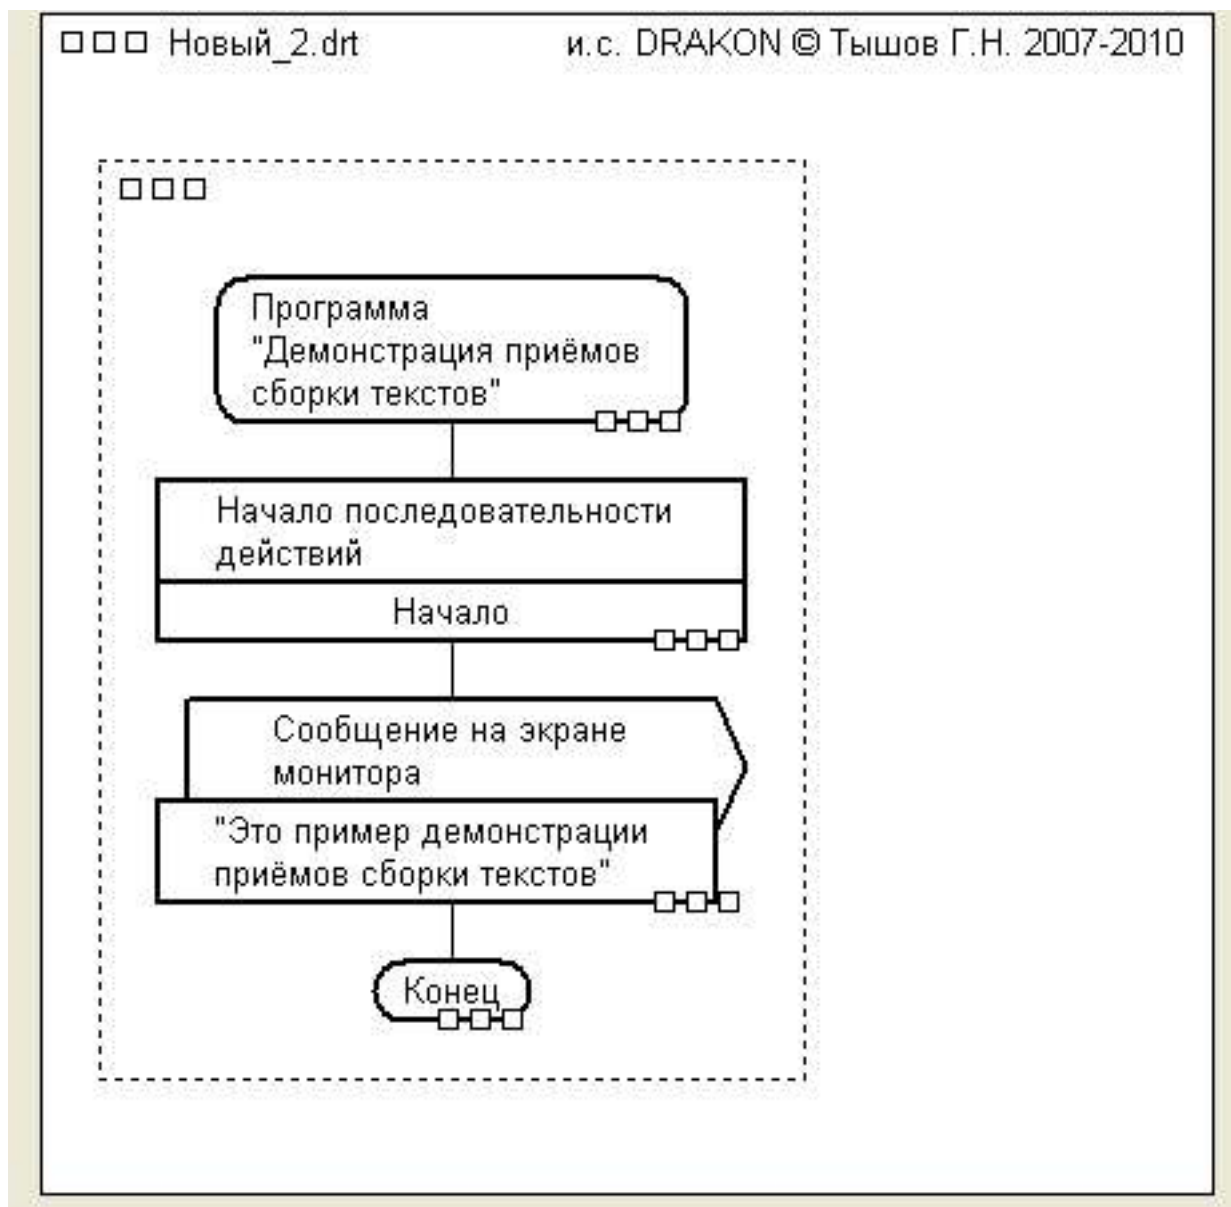 Новый_2.drt и.с. DRAKON © Тышов Г.Н. 2007-2010
Программа
"Демонстрация приёмов
сборки текстов"
Начало последовательности
действий
Начало
Сообщение на экране
монитора
"Это пример демонстрации
приёмов сборки текстов"
Конец